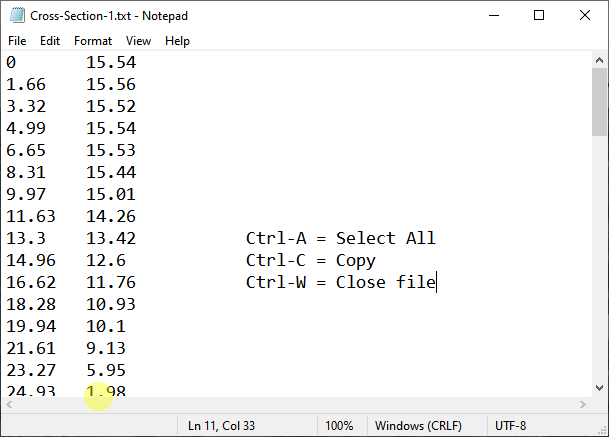 Cross-Section-1.txt - Notepad
File Edit Format View Help
0 15.54
1.66 15.56
3.32 15.52
4.99 15.54
6.65 15.53
8.31 15.44
9.97 15.01
11.63 14.26
13.3 13.42 Ctrl-A = Select All
14.96 12.6 Ctrl-C = Copy
16.62 11.76 Ctrl-W = Close file
18.28 10.93
19.94 10.1
21.61 9.13
23.27 5.95
24.93 1.98
Ln 11, Col 33 100% Windows (CRLF) UTF-8